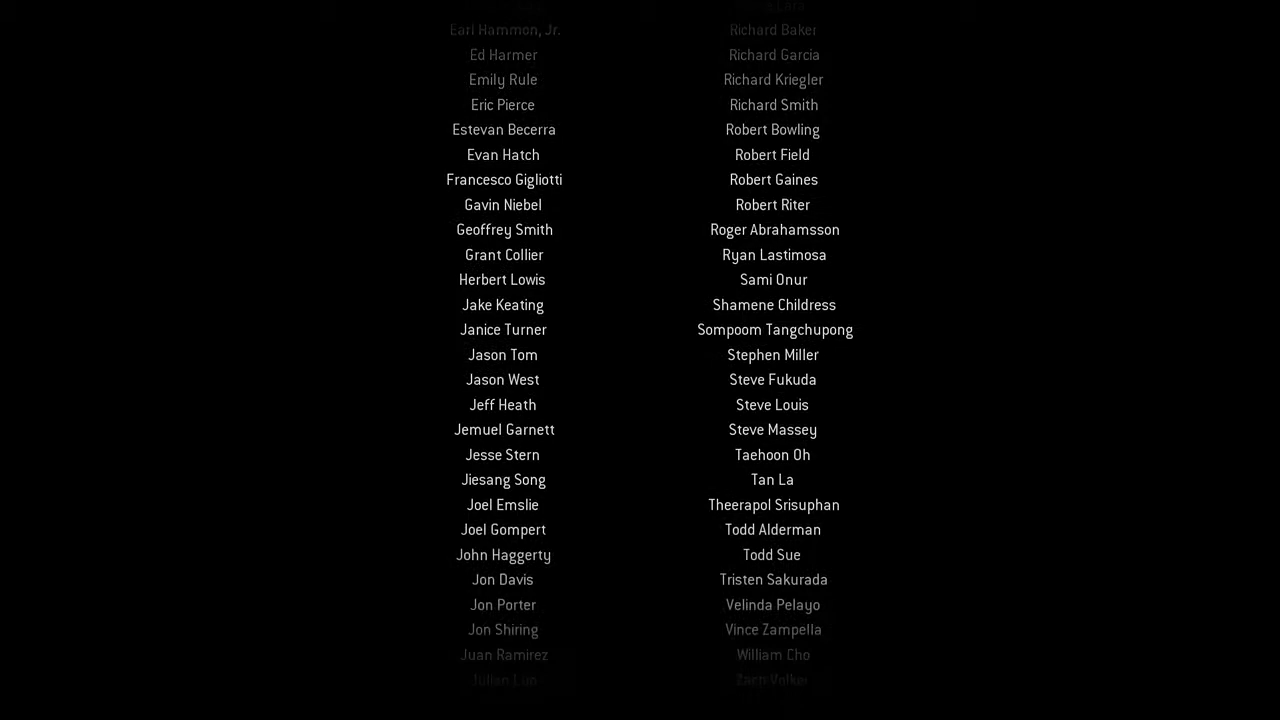 Earl Hammon, Jr.
Ed Harmer
Emily Rule
Eric Pierce
Estevan Becerra
Evan Hatch
Francesco Gigliotti
Gavin Niebel
Geoffrey Smith
Grant Collier
Herbert Lowis
Jake Keating
Janice Turner
Jason Tom
Jason West
Jeff Heath
Jemuel Garnett
Jesse Stern
Jiesang Song
Joel Emslie
Joel Gompert
John Haggerty
Jon Davis
Jon Porter
Jon Shiring
Juan Ramirez
Julian Luo
Lara
Richard Baker
Richard Garcia
Richard Kriegler
Richard Smith
Robert Bowling
Robert Field
Robert Gaines
Robert Riter
Roger Abrahamsson
Ryan Lastimosa
Sami Onur
Shamene Childress
Sompoom Tangchupong
Stephen Miller
Steve Fukuda
Steve Louis
Steve Massey
Taehoon Oh
Tan La
Theerapol Srisuphan
Todd Alderman
Todd Sue
Tristen Sakurada
Velinda Pelayo
Vince Zampella
William Cho
Zach Volker